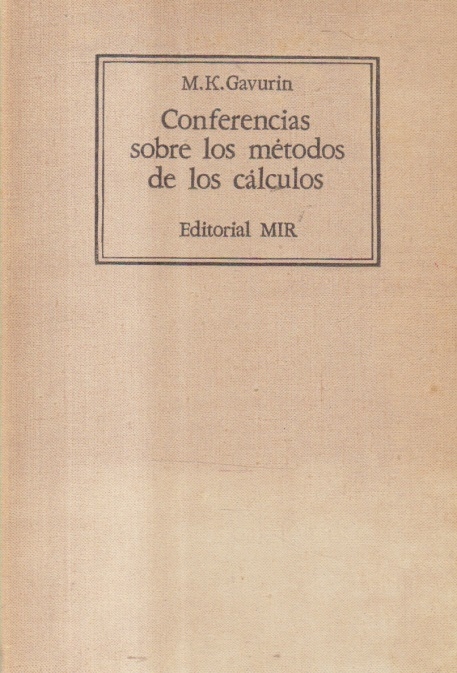 M.K.Gavurin
Conferencias
sobre los métodos
de los cálculos
Editorial MIR